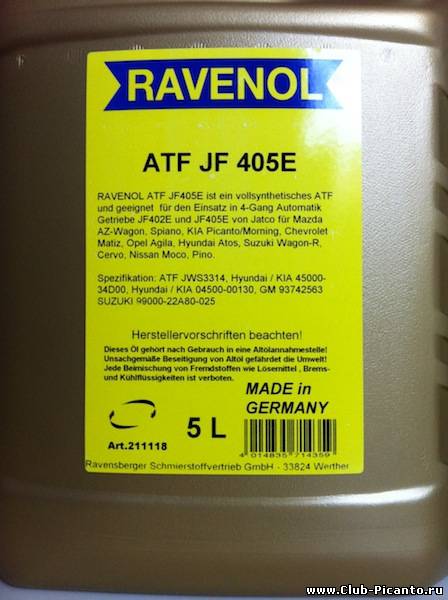 RAVENOL
ATF JF 405E
RAVENOL ATF JF405E ist ein vollsynthetisches ATF
und geeignet für den Einsatz in 4-Gang Automatik
Getriebe JF402E und JF405E von Jatco für Mazda
AZ-Wagon, Spiano, KIA Picanto/Morning, Chevrolet
Matiz, Opel Agila, Hyundai Atos, Suzuki Wagon-R,
Cervo, Nissan Moco, Pino.
Spezifikation: ATF JWS3314, Hyundai / KIA 45000-
34D00, Hyundai / KIA 04500-00130, GM 93742563
SUZUKI 99000-22A80-025
Herstellervorschriften beachten!
Dieses Öl gehört nach Gebrauch in eine Altölannahmestelle!
Unsachgemäße Beseitigung von Altöl gefährdet die Umwelt!
Jede Beimischung von Fremdstoffen wie Lösemittel , Brems-
und Kühlflüssigkeiten ist verboten.
MADE in
GERMANY
5 L
Art.211118
4 014835 714359
Ravensberger Schmierstoffvertrieb GmbH - 33824 Werther
www.Club-Picanto.ru